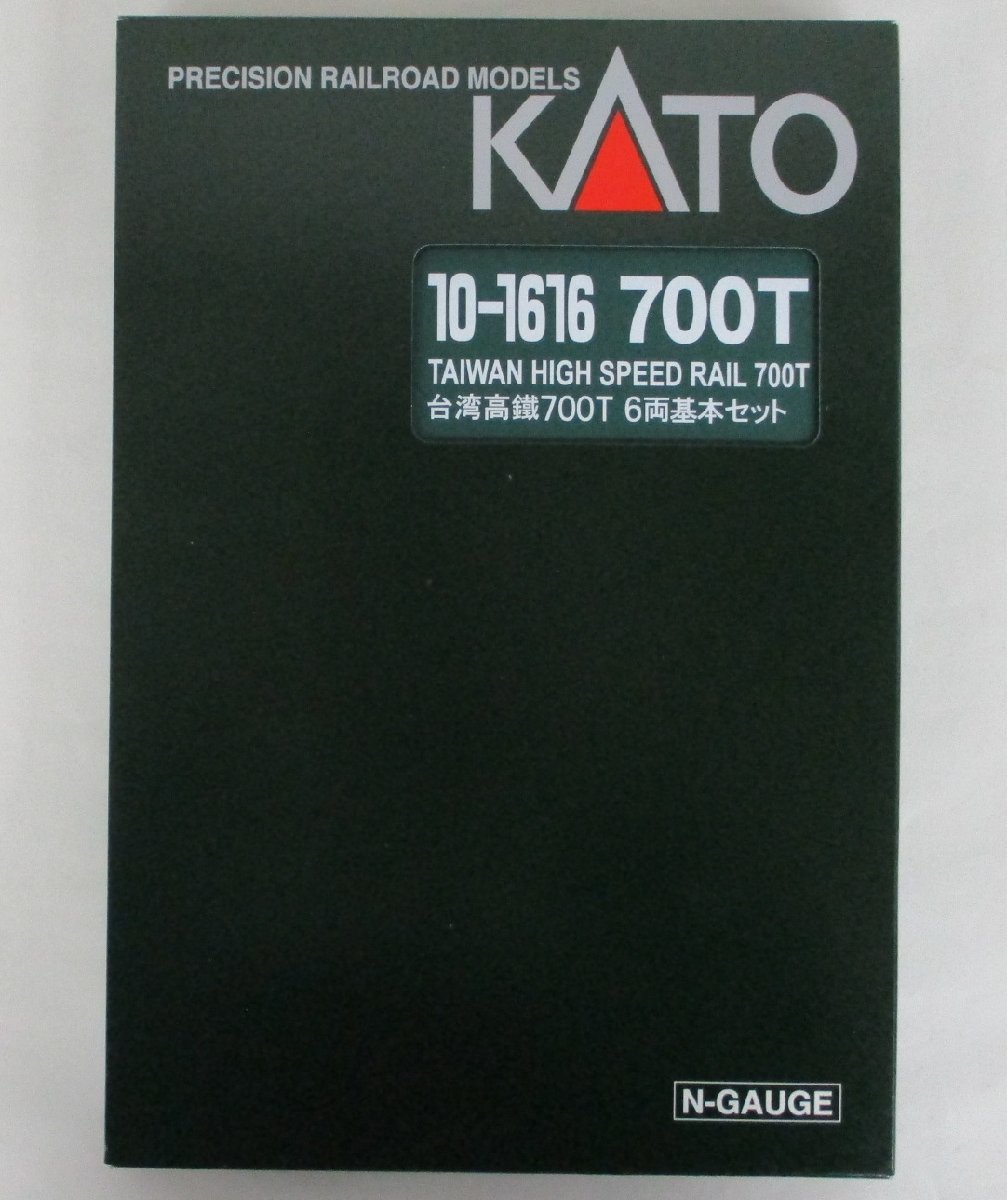 PRECISION RAILROAD MODELS
KATO
10-1616 700T
TAIWAN HIGH SPEED RAIL 700T
台湾高鐵700T 6両基本セット
N-GAUGE